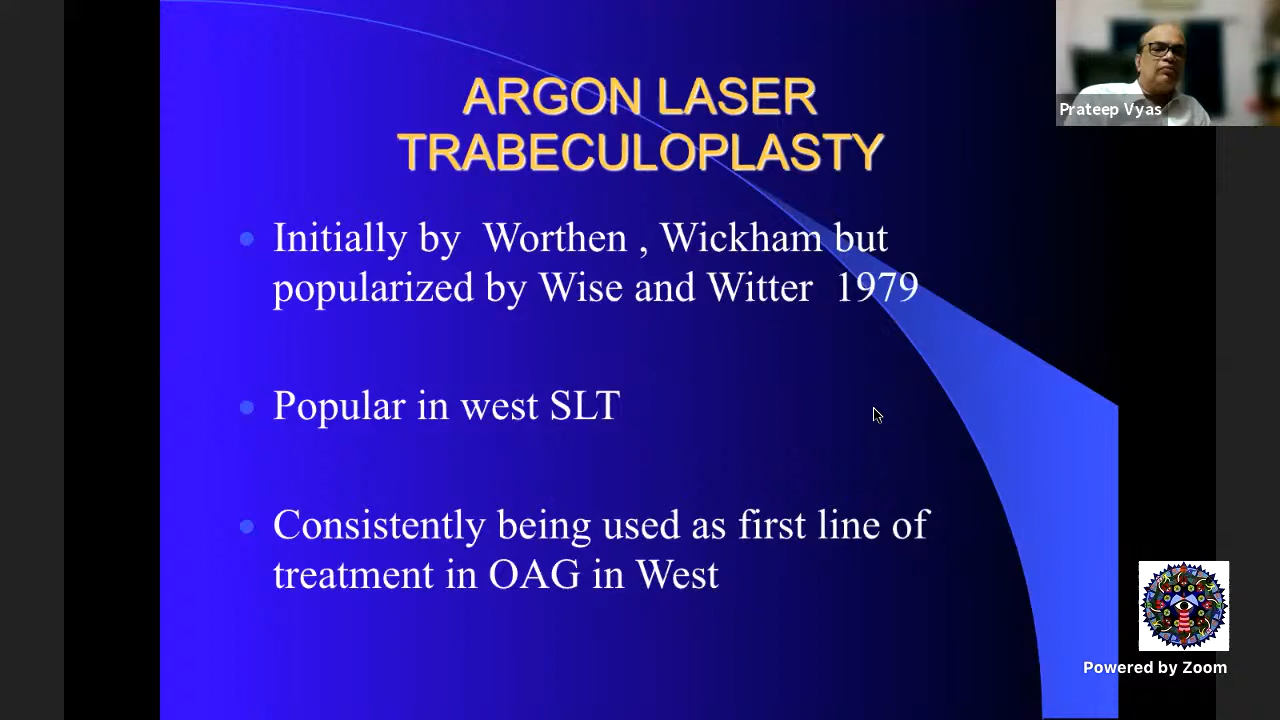 ARGON LASER
TRABECULOPLASTY
Initially by Worthen , Wickham but
popularized by Wise and Witter 1979
Popular in west SLT
Consistently being used as first line of
treatment in OAG in West
Prateep Vyas
Powered by Zoom